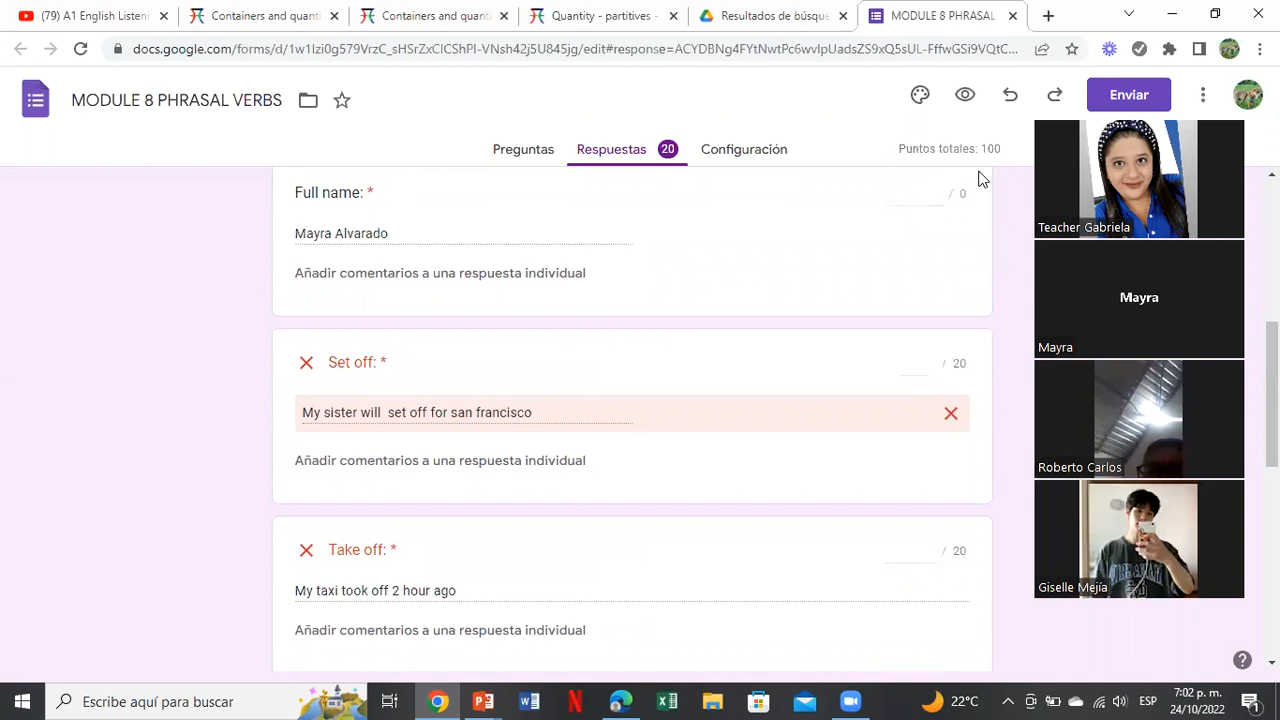 (79) A1 English Listeni
Containers and quanti
Containers and quanti
Quantity - partitives -
Resultados de búsque
MODULE 8 PHRASAL
docs.google.com/forms/d/1w1lzi0g579VrzC_sHSrZxClCShPl-VNsh42j5U845jg/edit#response=ACYDBNg4FYtNwtPc6wvlpUadsZS9xQ5sUL-FffwGSi9VQtC...
MODULE 8 PHRASAL VERBS
Enviar
Preguntas
Respuestas 20
Configuración
Puntos totales: 100
Full name: *
/ 0
Mayra Alvarado
Añadir comentarios a una respuesta individual
Set off: *
/ 20
My sister will  set off for san francisco
Añadir comentarios a una respuesta individual
Take off: *
/ 20
My taxi took off 2 hour ago
Añadir comentarios a una respuesta individual
Teacher Gabriela
Mayra
Mayra
Roberto Carlos
Giselle Mejía
Escribe aquí para buscar
22°C
ESP
7:02 p. m.
24/10/2022
1